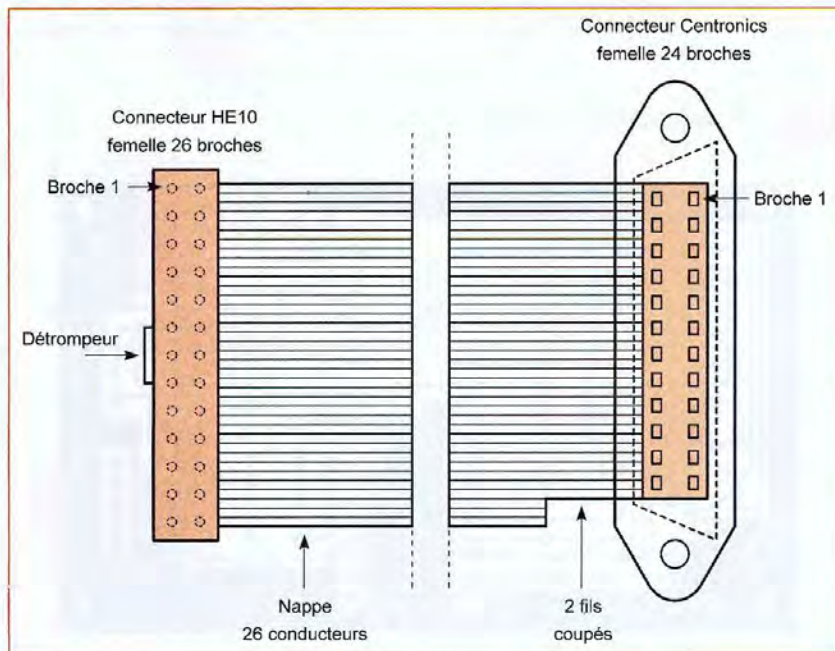 Connecteur Centronics
femelle 24 broches
Connecteur HE10
femelle 26 broches
Broche 1
Broche 1
Détrompeur
Nappe
26 conducteurs
2 fils
coupés